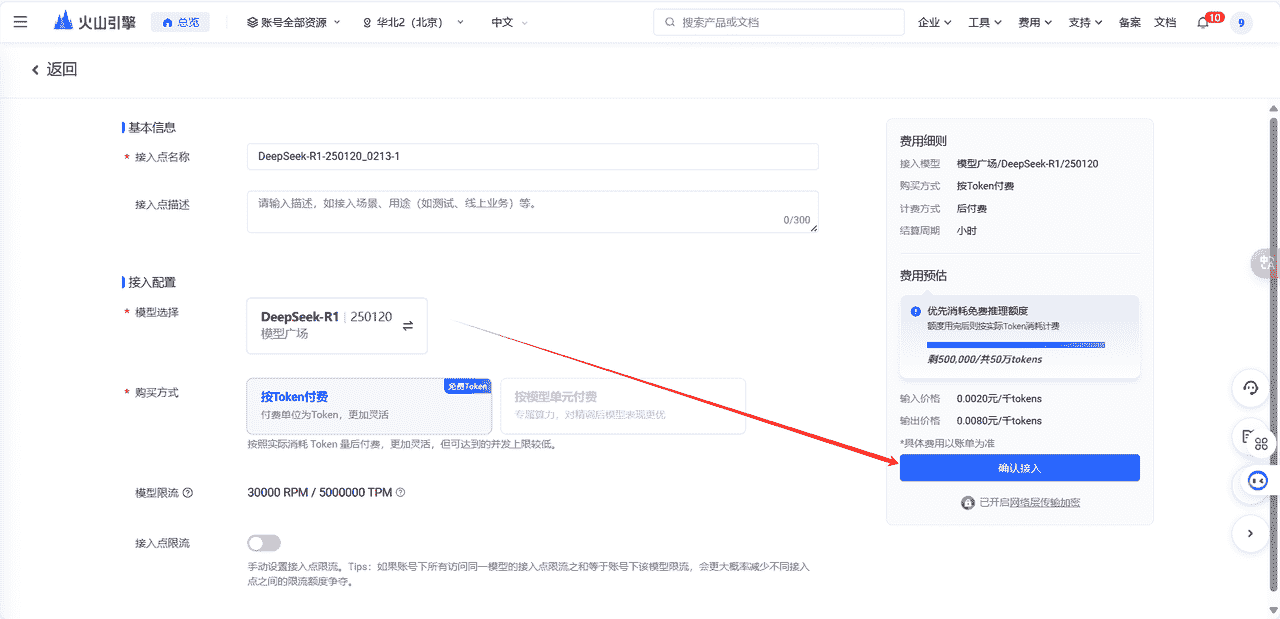 火山引擎
总览
账号全部资源
华北2（北京）
中文
搜索产品或文档
企业
工具
费用
支持
备案
文档
10
9
返回
基本信息
* 接入点名称
DeepSeek-R1-250120_0213-1
接入点描述
请输入描述，如接入场景、用途（如测试、线上业务）等。
0/300
接入配置
* 模型选择
DeepSeek-R1 | 250120
模型广场
* 购买方式
按Token付费
免费Token
付费单位为Token，更加灵活
按模型单元付费
专属算力，对精调后模型表现更优
按照实际消耗 Token 量后付费，更加灵活，但可达到的并发上限较低。
模型限流
30000 RPM / 5000000 TPM
接入点限流
手动设置接入点限流。Tips：如果账号下所有访问同一模型的接入点限流之和等于账号下该模型限流，会更大概率减少不同接入
点之间的限流额度争夺。
费用细则
接入模型 模型广场/DeepSeek-R1/250120
购买方式 按Token付费
计费方式 后付费
结算周期 小时
费用预估
优先消耗免费推理额度
额度用完后则按实际Token消耗计费
剩500,000/共50万tokens
输入价格 0.0020元/千tokens
输出价格 0.0080元/千tokens
*具体费用以账单为准
确认接入
已开启网络层传输加密